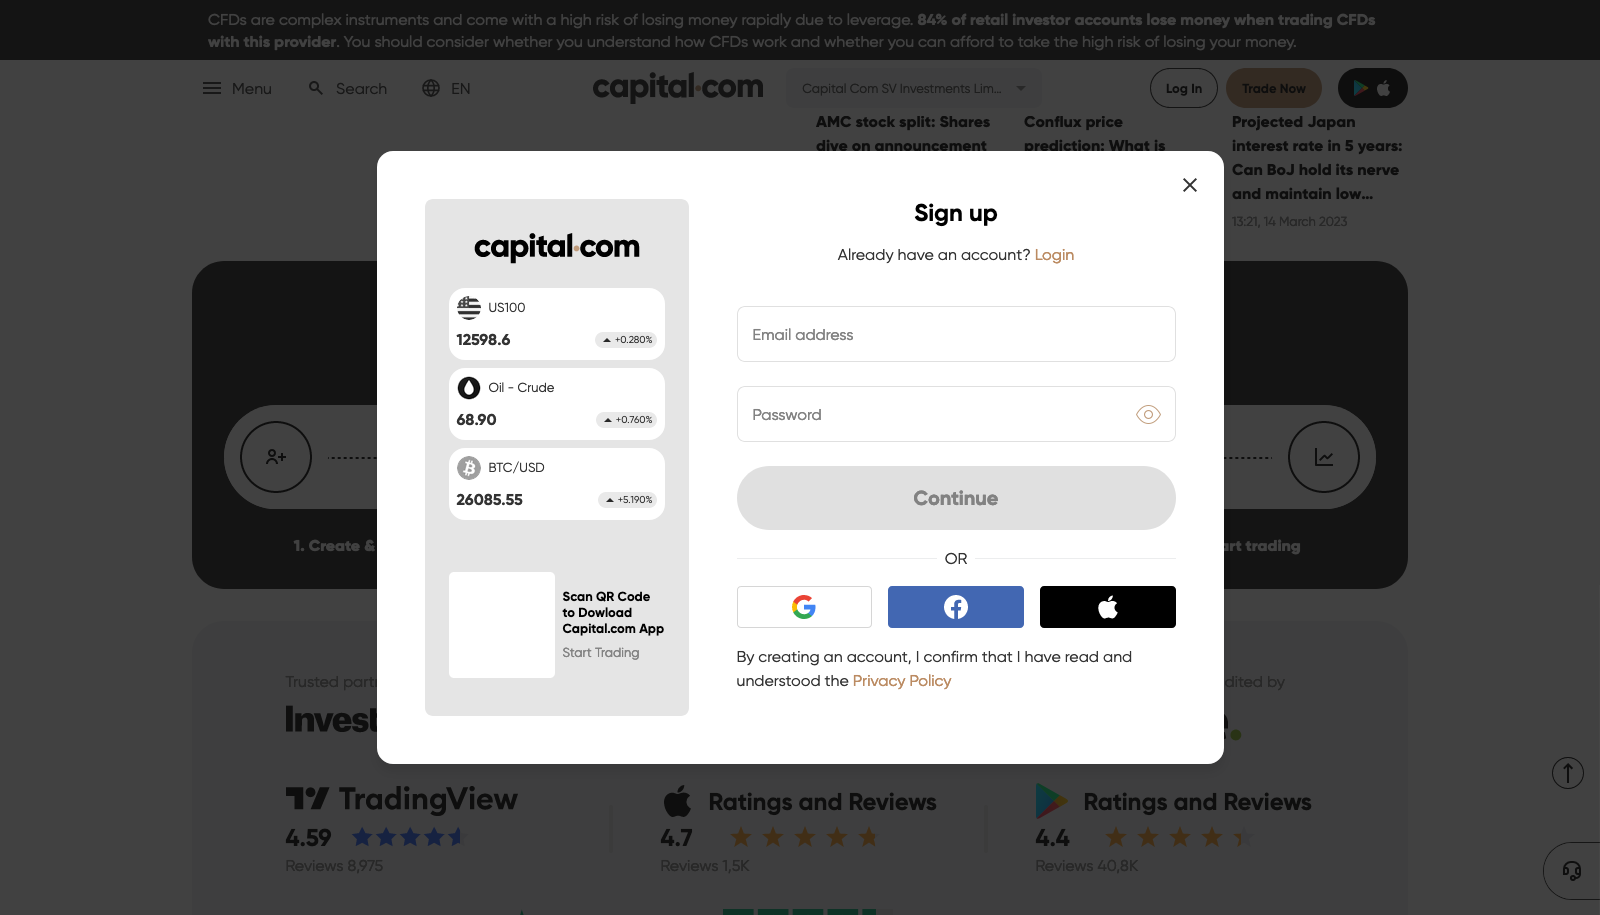 CFDs are complex instruments and come with a high risk of losing money rapidly due to leverage. 84% of retail investor accounts lose money when trading CFDs
with this provider. You should consider whether you understand how CFDs work and whether you can afford to take the high risk of losing your money.
Menu
Search
EN
capital.com
Capital Com SV Investments Lim...
Log In
Trade Now
AMC stock split: Shares
dive on announcement
Conflux price
prediction: What is
Projected Japan
interest rate in 5 years:
Can BoJ hold its nerve
and maintain low...
13:21, 14 March 2023
capital.com
US100
12598.6
+0.280%
Oil - Crude
68.90
+0.760%
BTC/USD
26085.55
+5.190%
Scan QR Code
to Dowload
Capital.com App
Start Trading
Sign up
Already have an account? Login
Email address
Password
Continue
OR
By creating an account, I confirm that I have read and
understood the Privacy Policy
1. Create &
art trading
Trusted part
dited by
Invest
TradingView
4.59
Reviews 8,975
Ratings and Reviews
4.7
Reviews 1,5K
Ratings and Reviews
4.4
Reviews 40,8K